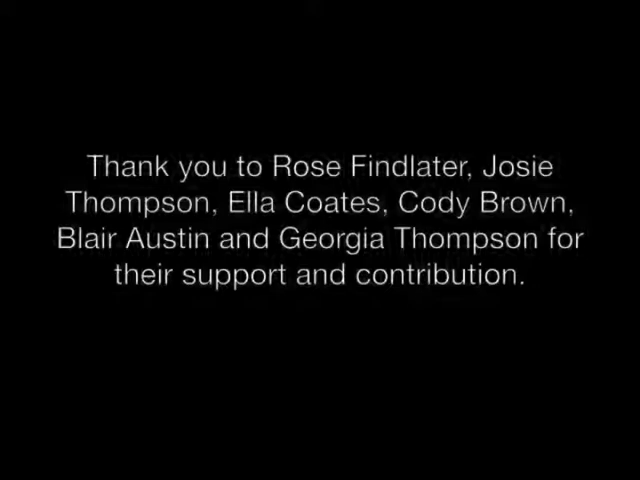 Thank you to Rose Findlater, Josie
Thompson, Ella Coates, Cody Brown,
Blair Austin and Georgia Thompson for
their support and contribution.